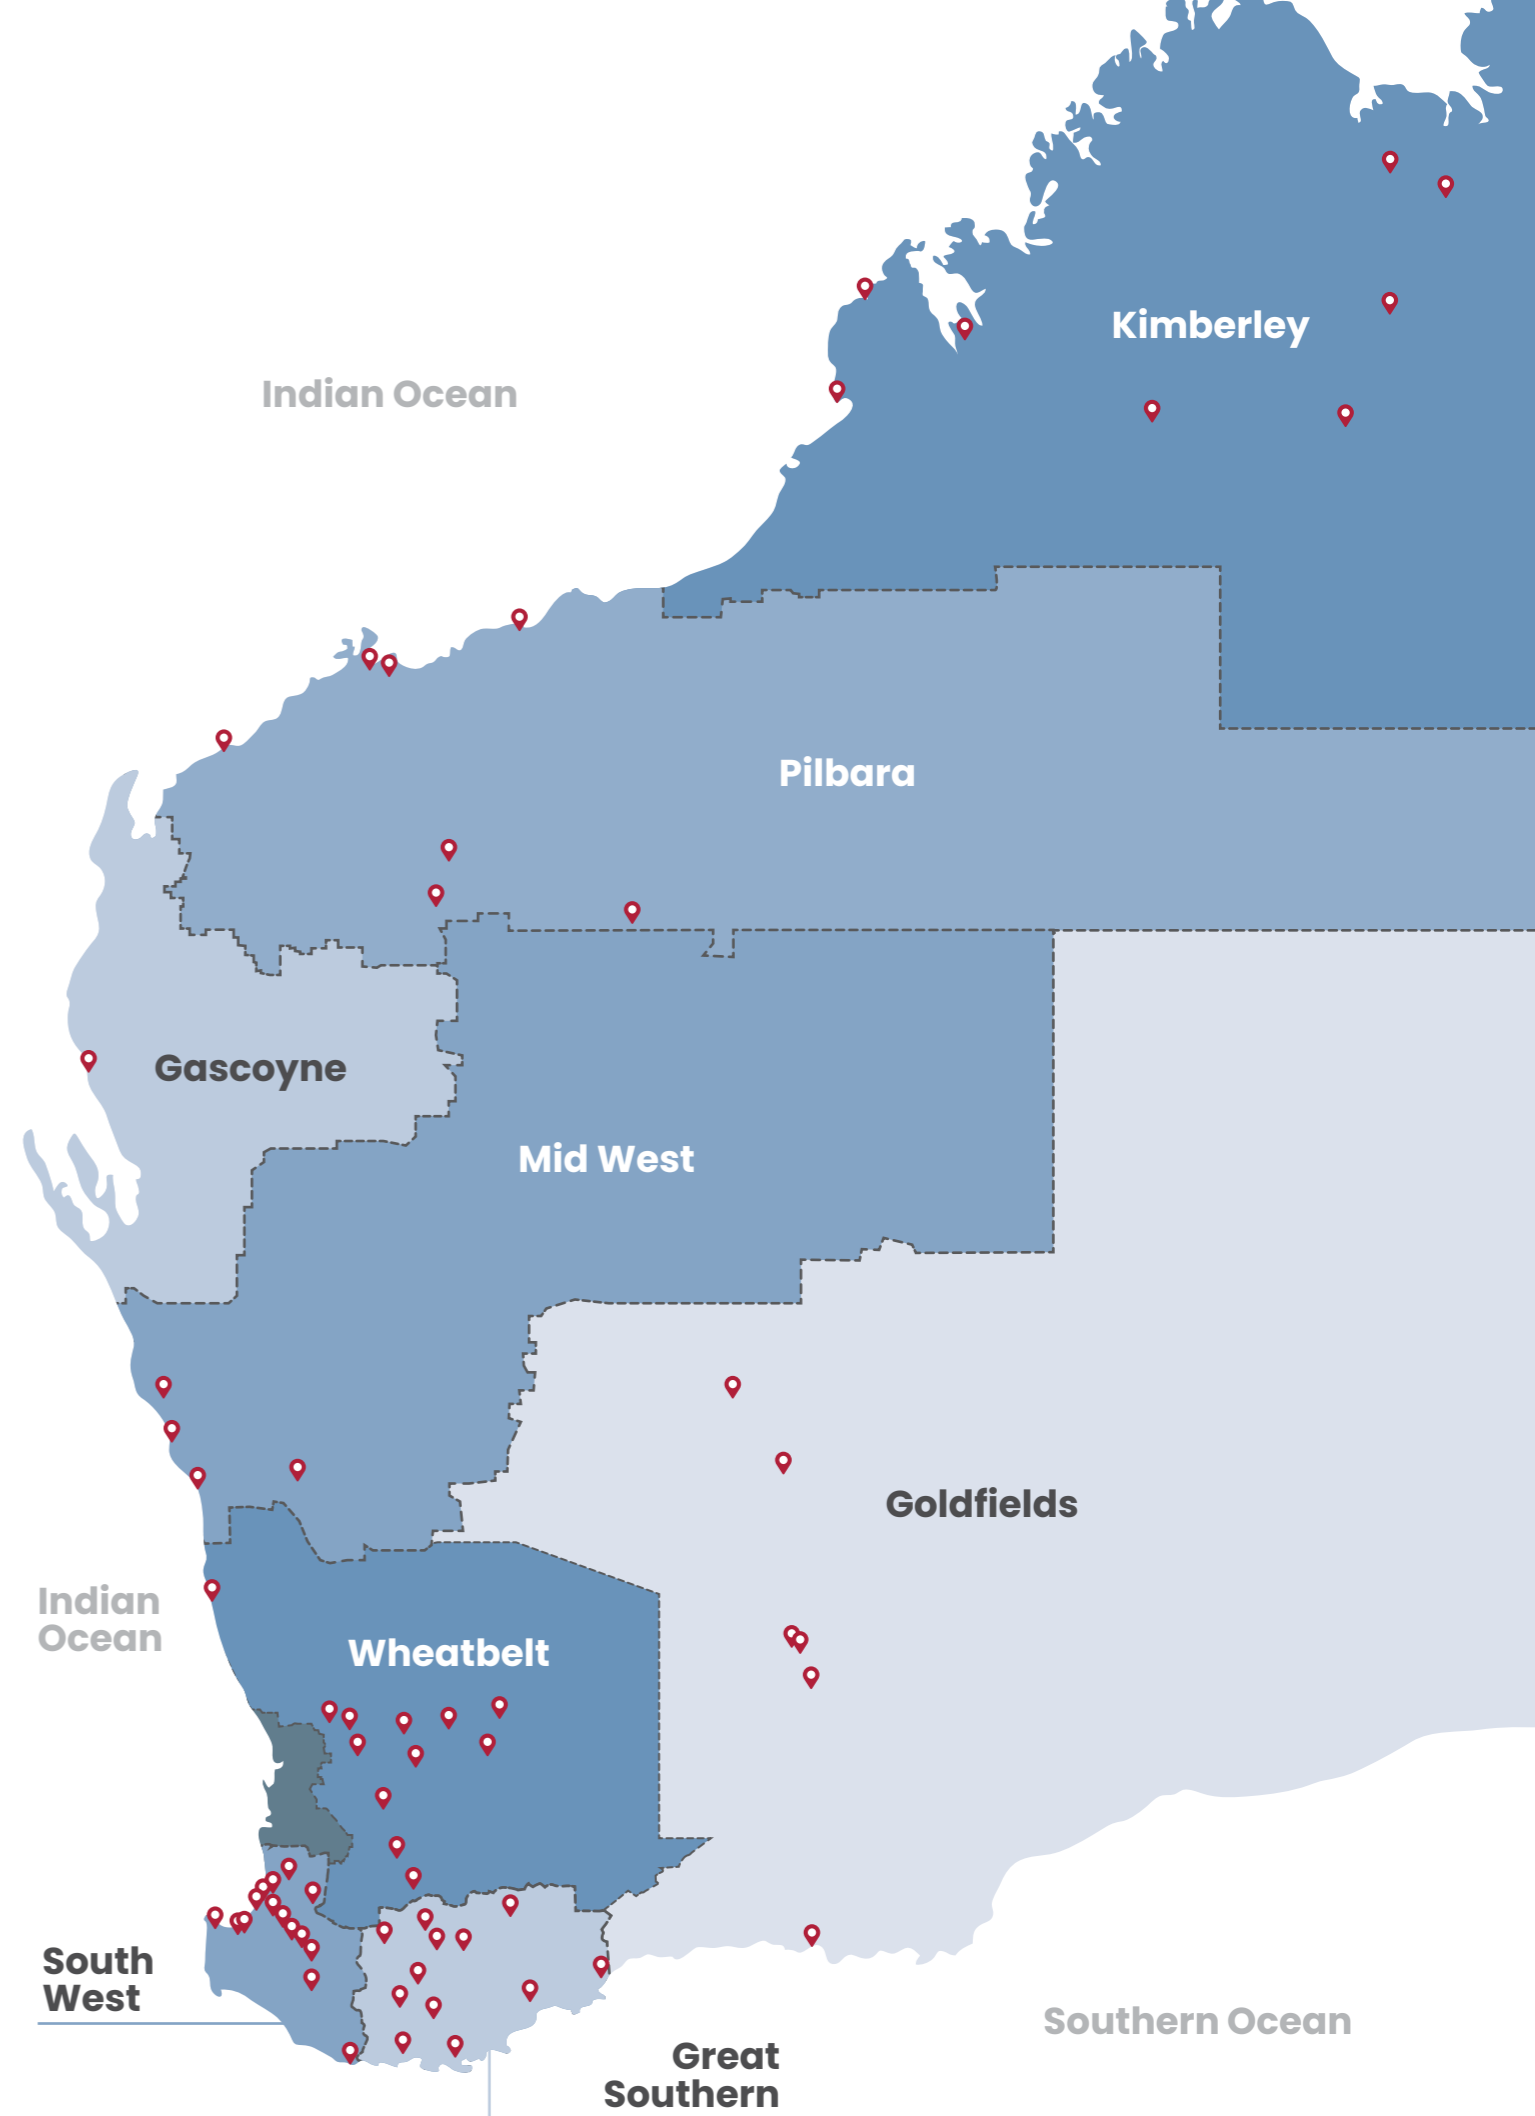 Kimberley
Indian Ocean
Pilbara
Gascoyne
Mid West
Goldfields
Indian
Ocean
Wheatbelt
South
West
Southern Ocean
Great
Southern